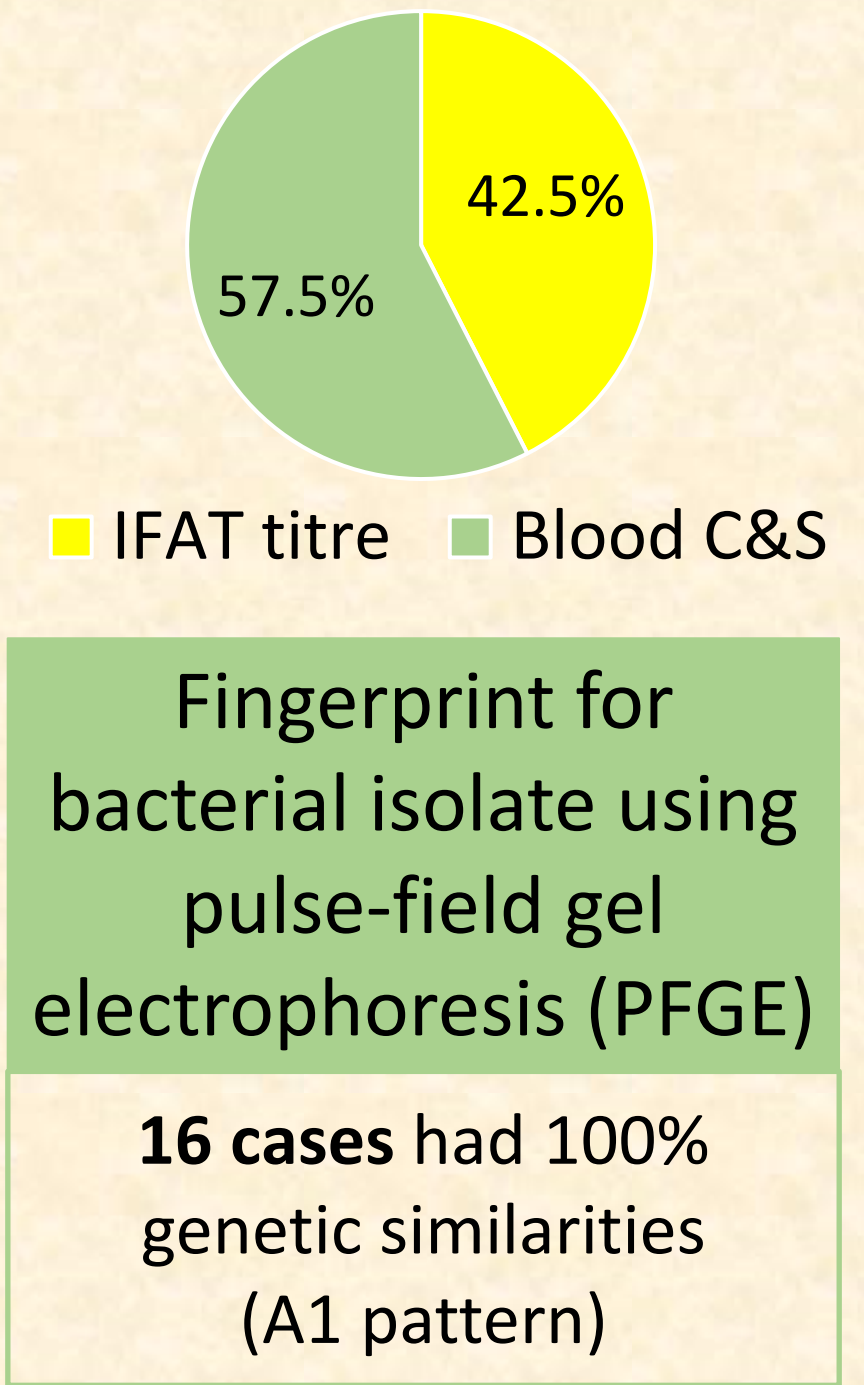 42.5%
57.5%
IFAT titre Blood C&S
Fingerprint for
bacterial isolate using
pulse-field gel
electrophoresis (PFGE)
16 cases had 100%
genetic similarities
(A1 pattern)